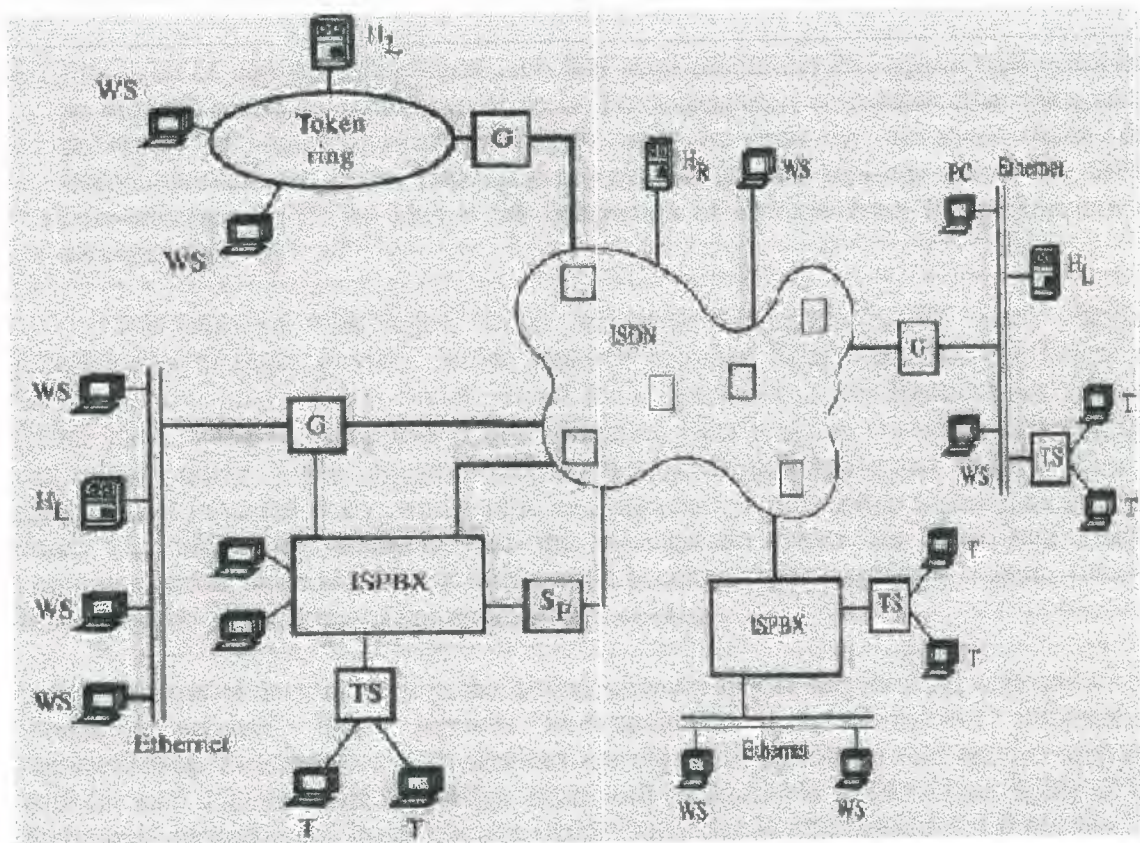 H_L
WS
Token
ring
G
WS
H_R
WS
PC
Ethernet
H_L
ISDN
G
WS
T
TS
T
WS
G
H_L
WS
WS
Ethernet
ISPBX
S_P
TS
T
T
ISPBX
TS
T
T
Ethernet
WS
WS